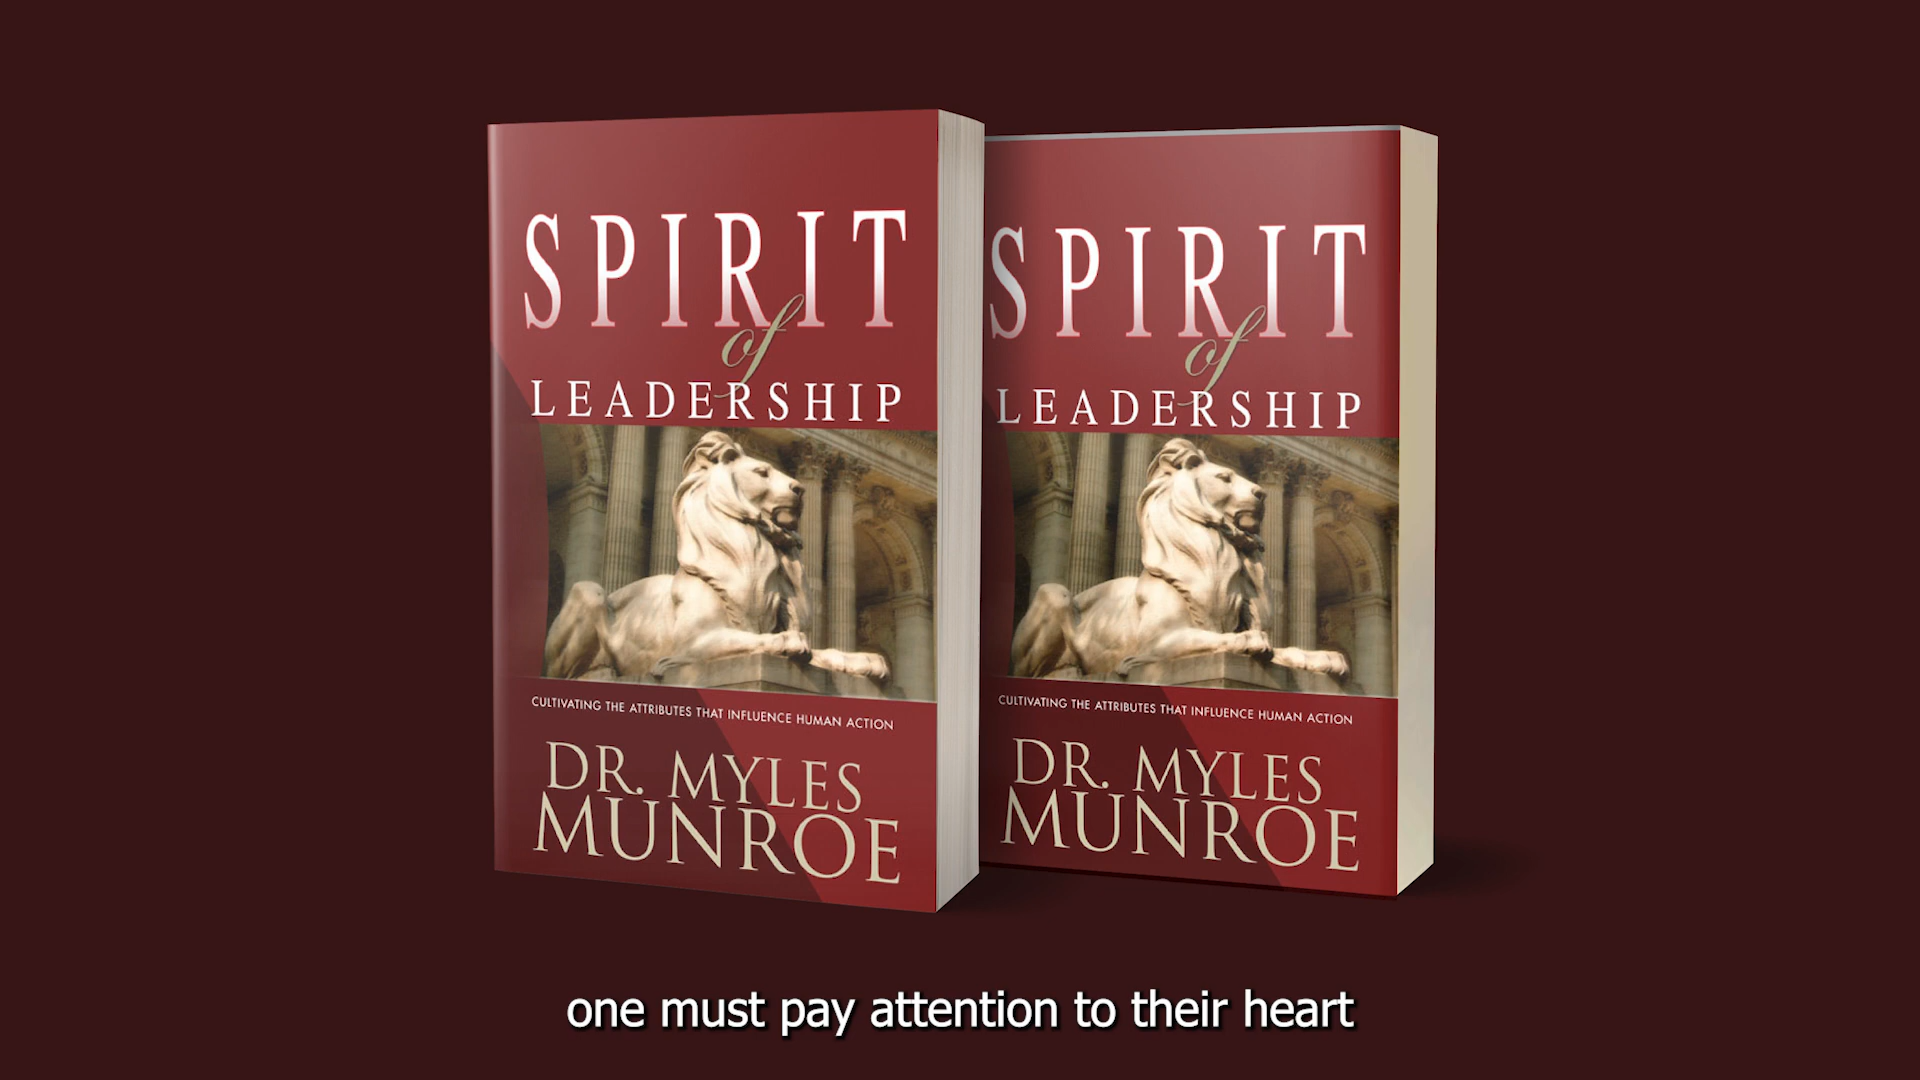 SPIRIT
of
LEADERSHIP
CULTIVATING THE ATTRIBUTES THAT INFLUENCE HUMAN ACTION
DR. MYLES
MUNROE
SPIRIT
of
LEADERSHIP
CULTIVATING THE ATTRIBUTES THAT INFLUENCE HUMAN ACTION
DR. MYLES
MUNROE
one must pay attention to their heart